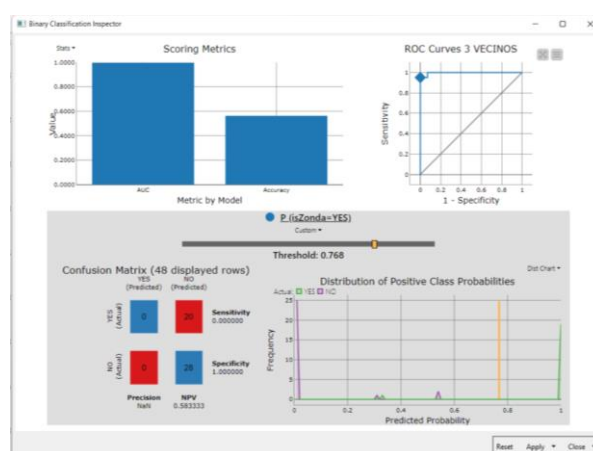 Binary Classification Inspector
Stats
Scoring Metrics
1.0000
0.8000
0.6000
0.4000
0.2000
0.0000
Value
AUC
Accuracy
Metric by Model
ROC Curves 3 VECINOS
1
0.8
0.6
0.4
0.2
0
Sensitivity
0 0.2 0.4 0.6 0.8 1
1 - Specificity
P (isZonda=YES)
Custom
Threshold: 0.768
Confusion Matrix (48 displayed rows)
YES
(Predicted)
NO
(Predicted)
YES
(Actual)
0
20
Sensitivity
0.000000
NO
(Actual)
0
28
Specificity
1.000000
Precision
NaN
NPV
0.583333
Dist Chart
Distribution of Positive Class Probabilities
Actual YES NO
25
20
15
10
5
0
Frequency
0 0.2 0.4 0.6 0.8 1
Predicted Probability
Reset Apply Close